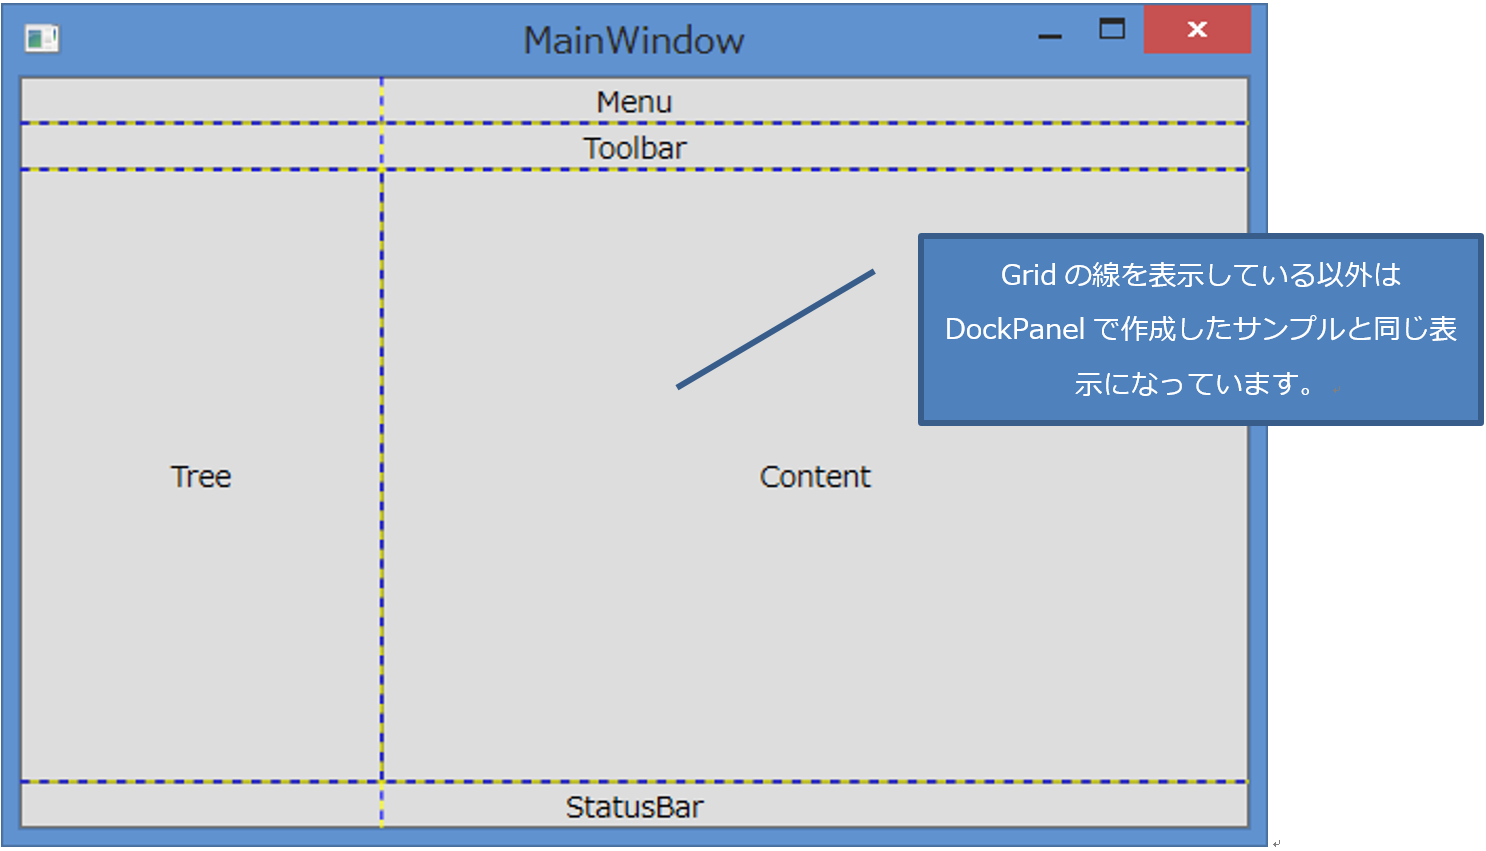 MainWindow
Menu
Toolbar
Grid の線を表示している以外は
DockPanel で作成したサンプルと同じ表
示になっています。
Tree
Content
StatusBar